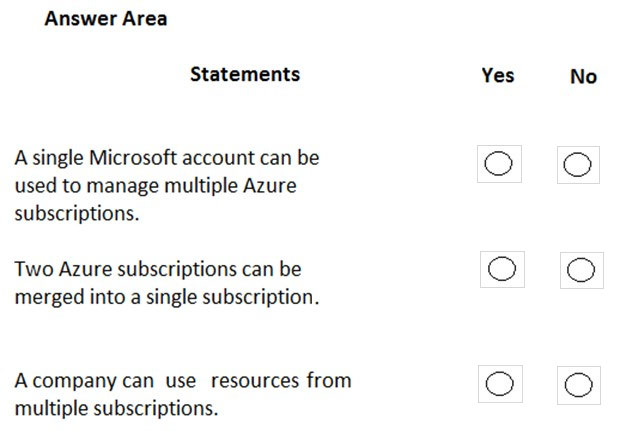 Answer Area
Statements Yes No
A single Microsoft account can be
used to manage multiple Azure
subscriptions.
Two Azure subscriptions can be
merged into a single subscription.
A company can use resources from
multiple subscriptions.